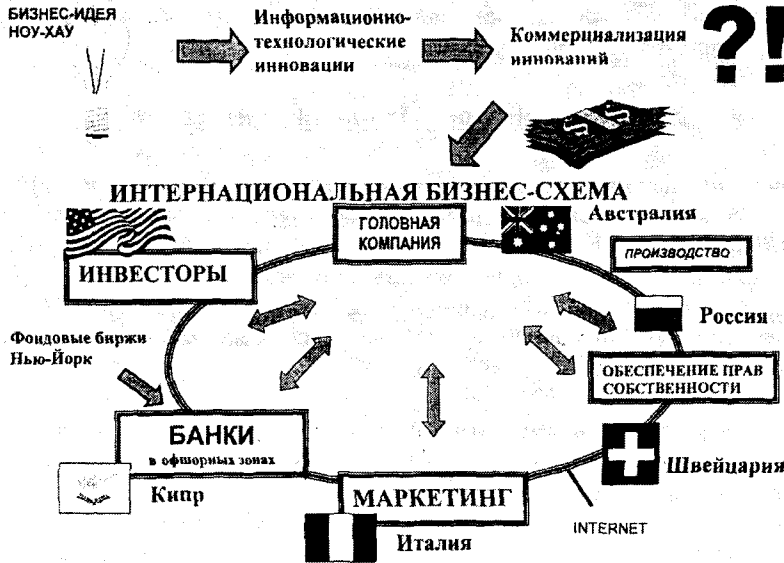 БИЗНЕС-ИДЕЯ
НОУ-ХАУ
Информационно-
технологические
инновации
Коммерциализация
инноваций
?!
ИНТЕРНАЦИОНАЛЬНАЯ БИЗНЕС-СХЕМА
ГОЛОВНАЯ
КОМПАНИЯ
Австралия
ИНВЕСТОРЫ
ПРОИЗВОДСТВО
Россия
Фондовые биржи
Нью-Йорк
ОБЕСПЕЧЕНИЕ ПРАВ
СОБСТВЕННОСТИ
БАНКИ
в офшорных зонах
Швейцария
Кипр
МАРКЕТИНГ
INTERNET
Италия